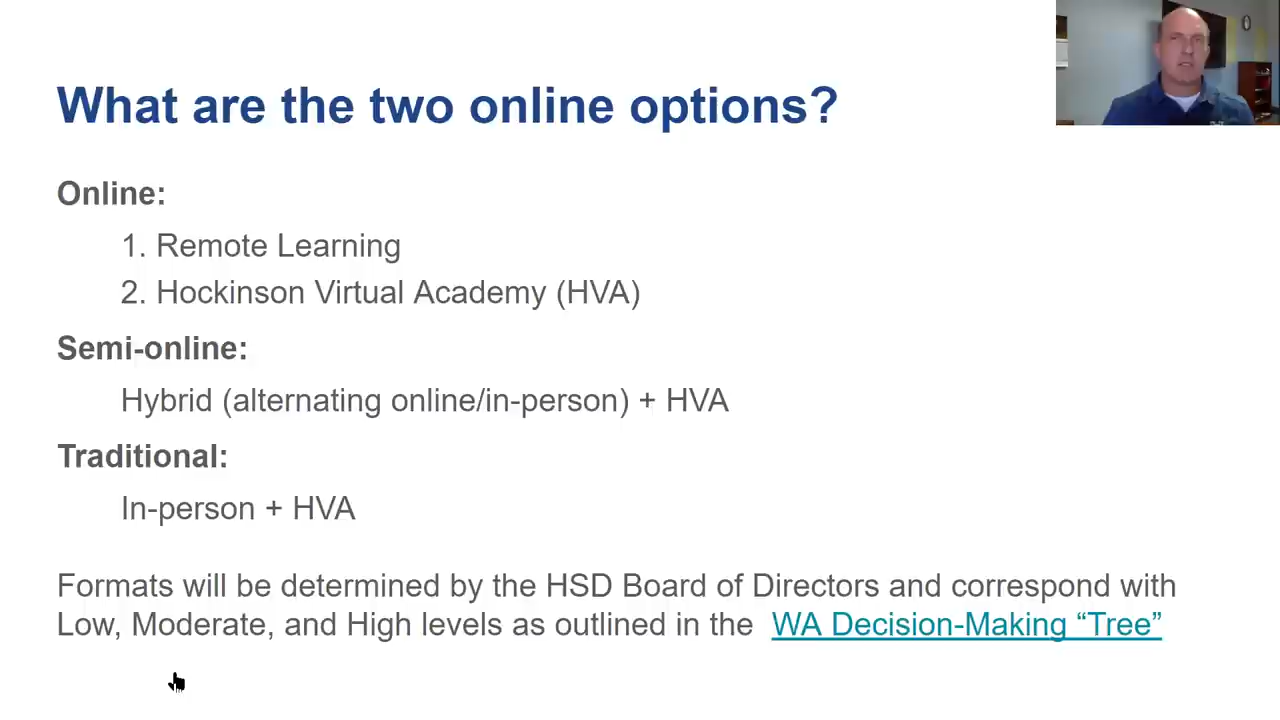 What are the two online options?
Online:
1. Remote Learning
2. Hockinson Virtual Academy (HVA)
Semi-online:
Hybrid (alternating online/in-person) + HVA
Traditional:
In-person + HVA
Formats will be determined by the HSD Board of Directors and correspond with
Low, Moderate, and High levels as outlined in the WA Decision-Making “Tree”